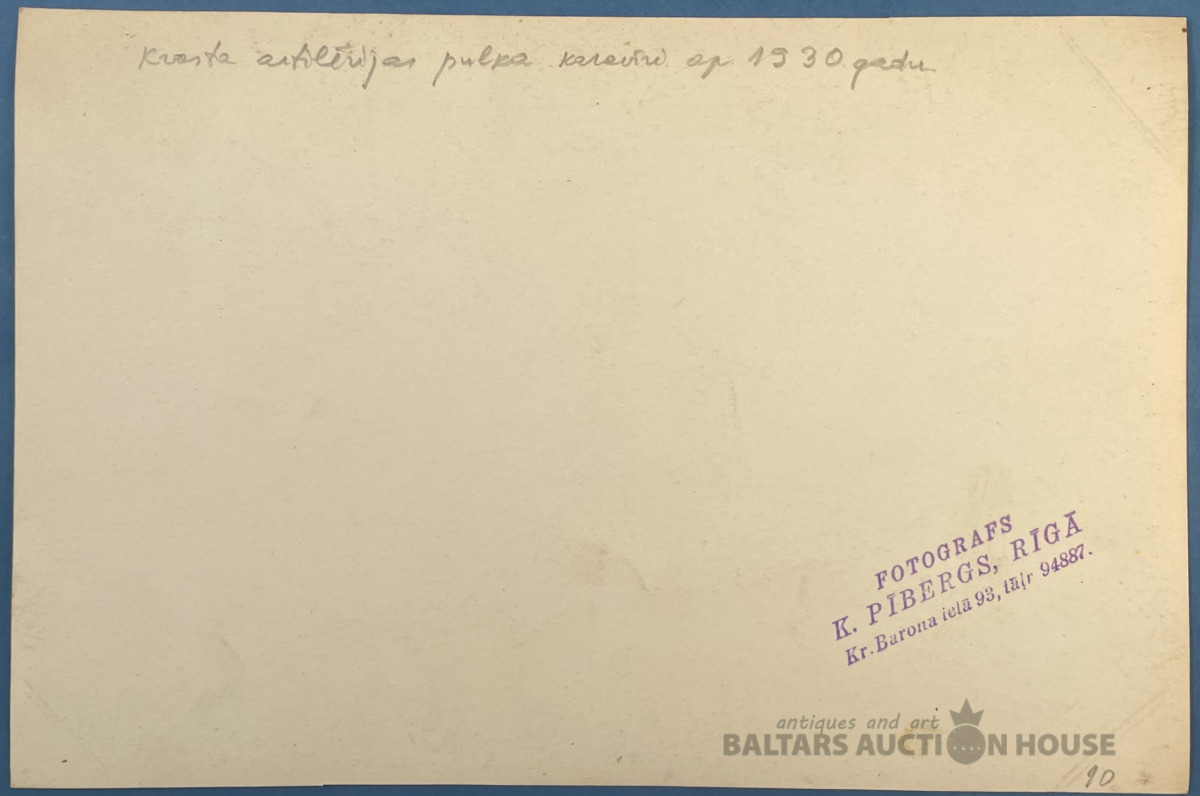 Krasta artilērijas pulka karavīri ap 1930. gadu.
FOTOGRAFS
K. PĪBERGS, RĪGĀ
Kr. Barona ielā 93, tāļr 94887.
antiques and art
BALTARS AUCTION HOUSE
10